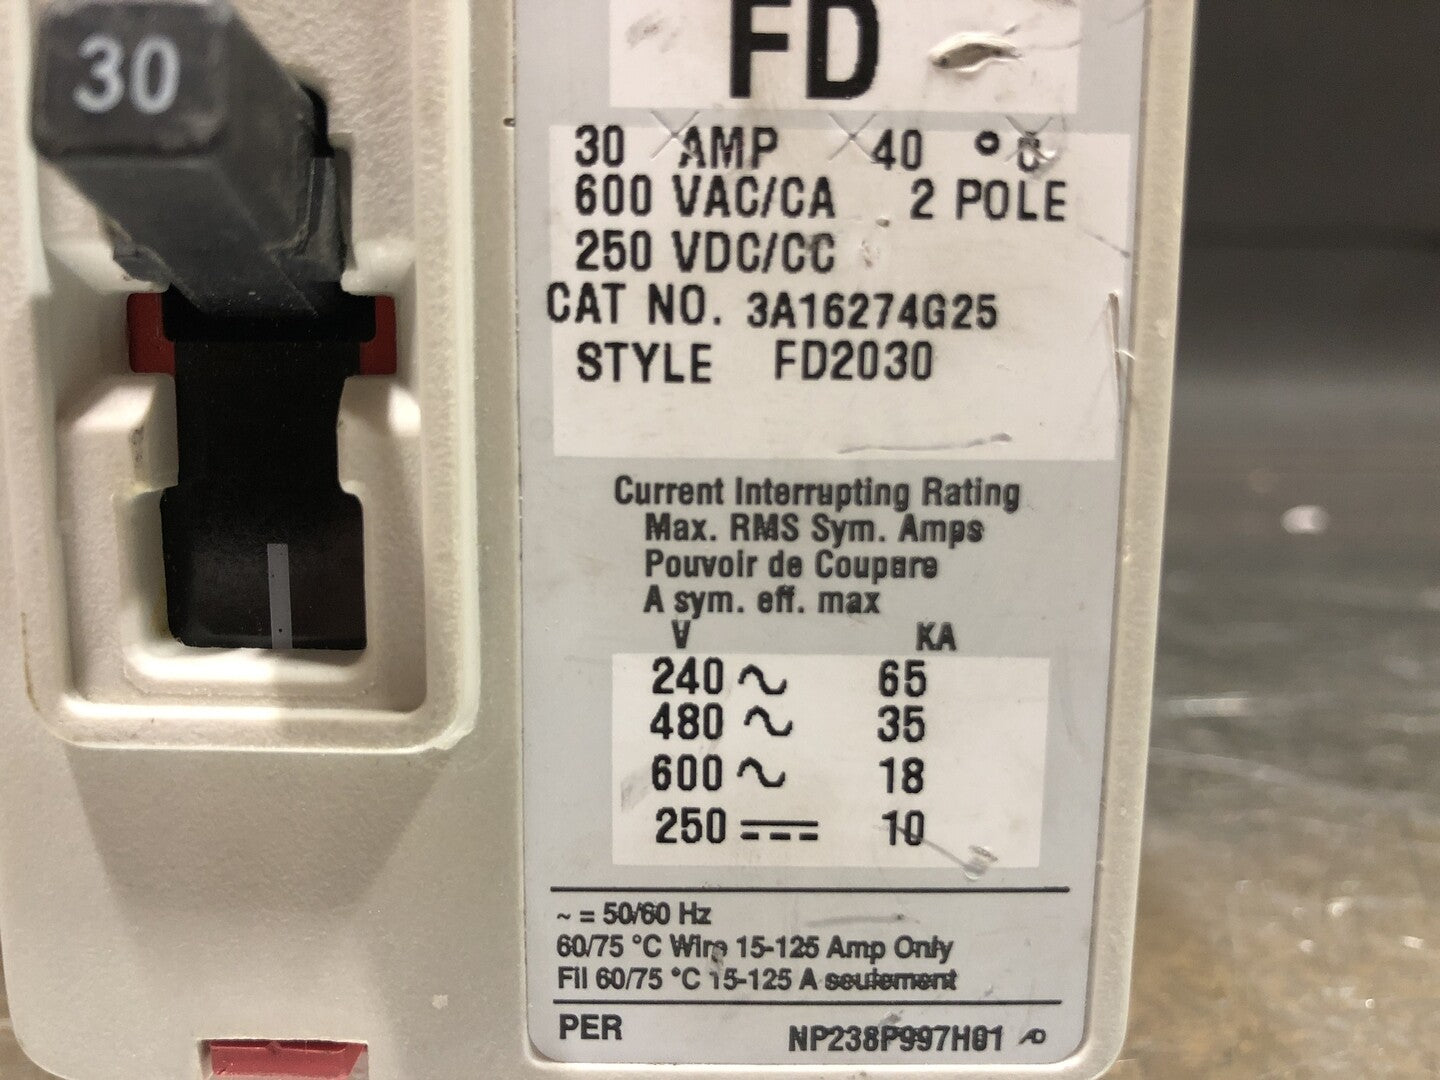 30
FD
30 AMP 40 °C
600 VAC/CA 2 POLE
250 VDC/CC
CAT NO. 3A16274G25
STYLE FD2030
Current Interrupting Rating
Max. RMS Sym. Amps
Pouvoir de Coupere
A sym. eff. max
V KA
240 ~ 65
480 ~ 35
600 ~ 18
250 ⎓ 10
~ = 50/60 Hz
60/75 °C Wire 15-125 Amp Only
Fil 60/75 °C 15-125 A seulement
PER NP238P997H01